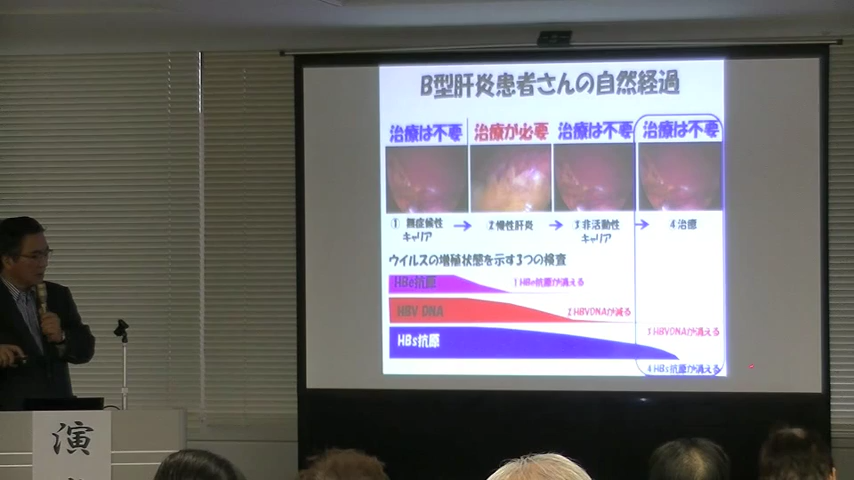 B型肝炎患者さんの自然経過
治療は不要 治療が必要 治療は不要 治療は不要
① 無症候性キャリア → 2慢性肝炎 → 3非活動性キャリア → 4治癒
ウイルスの増殖状態を示す3つの検査
HBe抗原 1HBe抗原が消える
HBV DNA 2HBVDNAが減る
3HBVDNAが消える
HBs抗原
4HBs抗原が消える
演